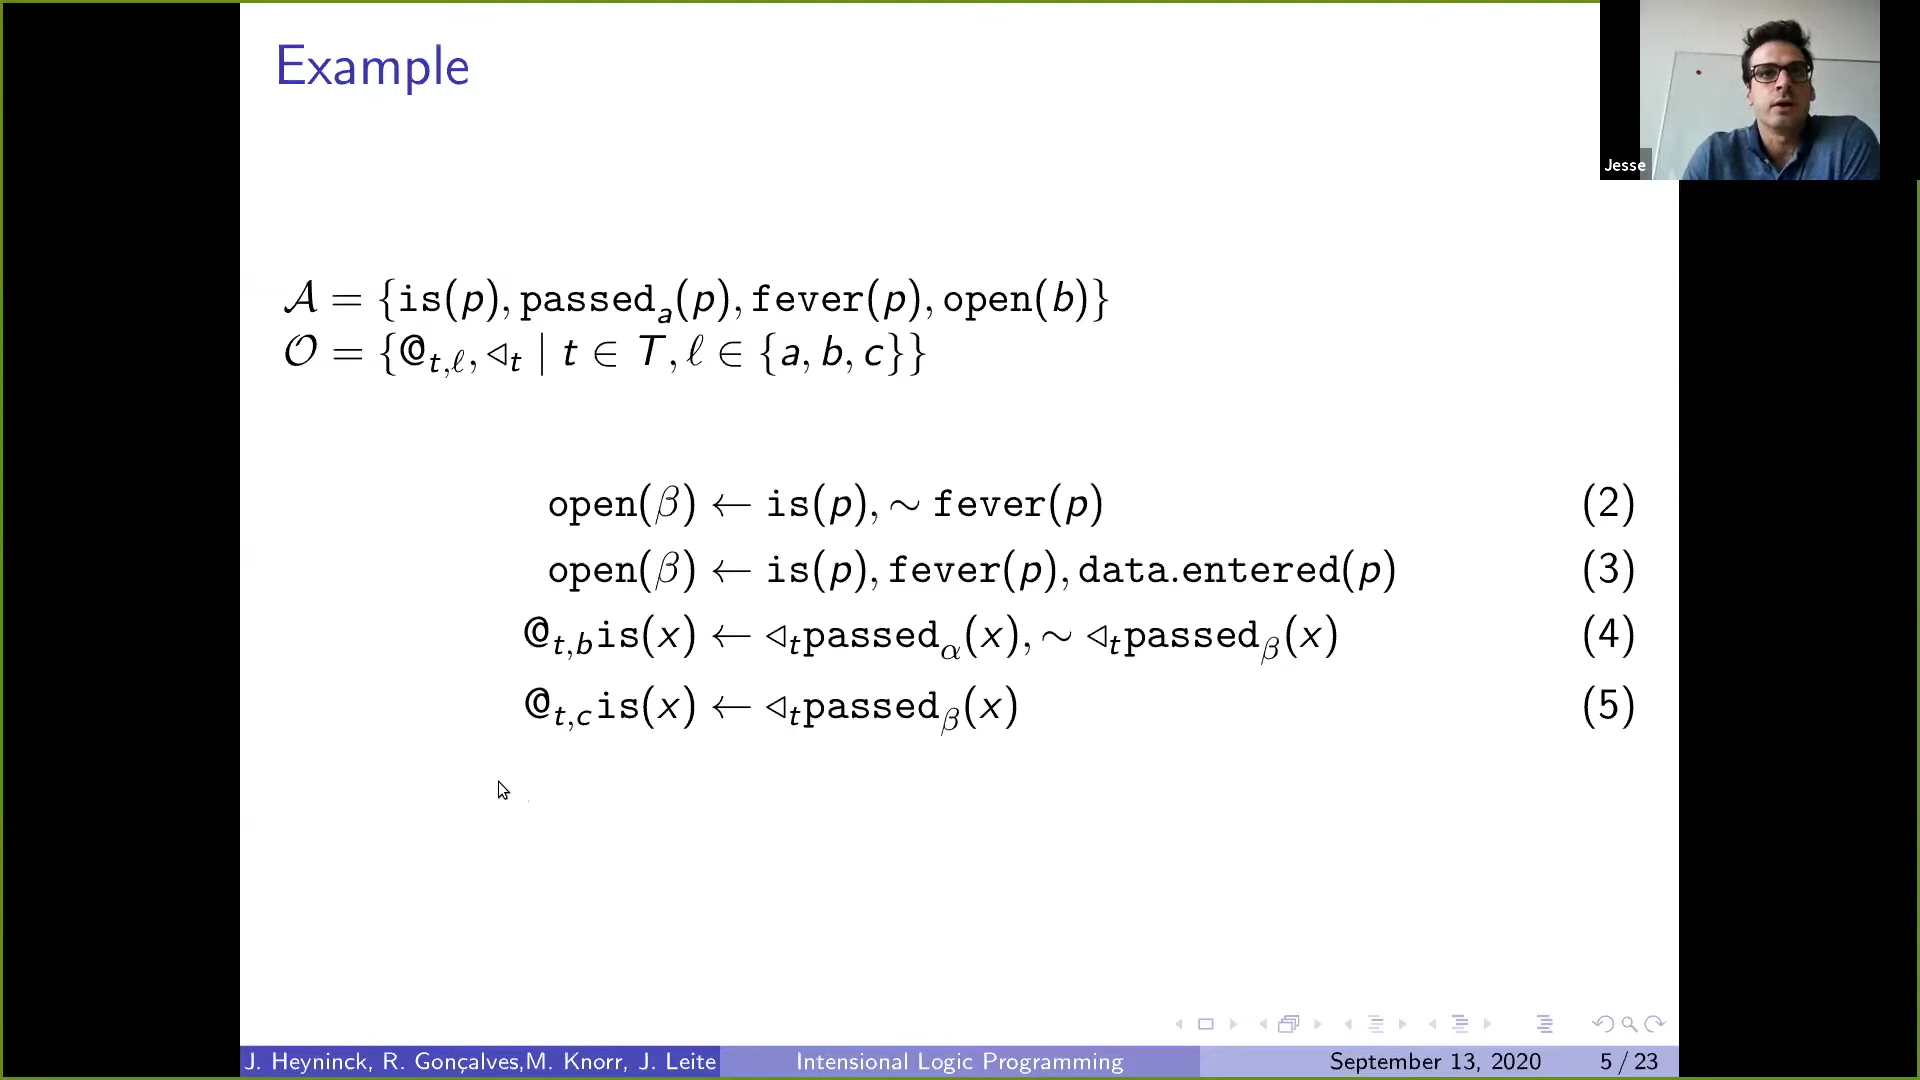 Example
Jesse
𝒜 = {is(p), passedₐ(p), fever(p), open(b)}
𝒪 = {@_{t,ℓ}, ◁_t | t ∈ T, ℓ ∈ {a, b, c}}
open(β) ← is(p), ∼ fever(p) (2)
open(β) ← is(p), fever(p), data.entered(p) (3)
@_{t,b}is(x) ← ◁_t passed_α(x), ∼ ◁_t passed_β(x) (4)
@_{t,c}is(x) ← ◁_t passed_β(x) (5)
J. Heyninck, R. Gonçalves,M. Knorr, J. Leite Intensional Logic Programming September 13, 2020 5 / 23